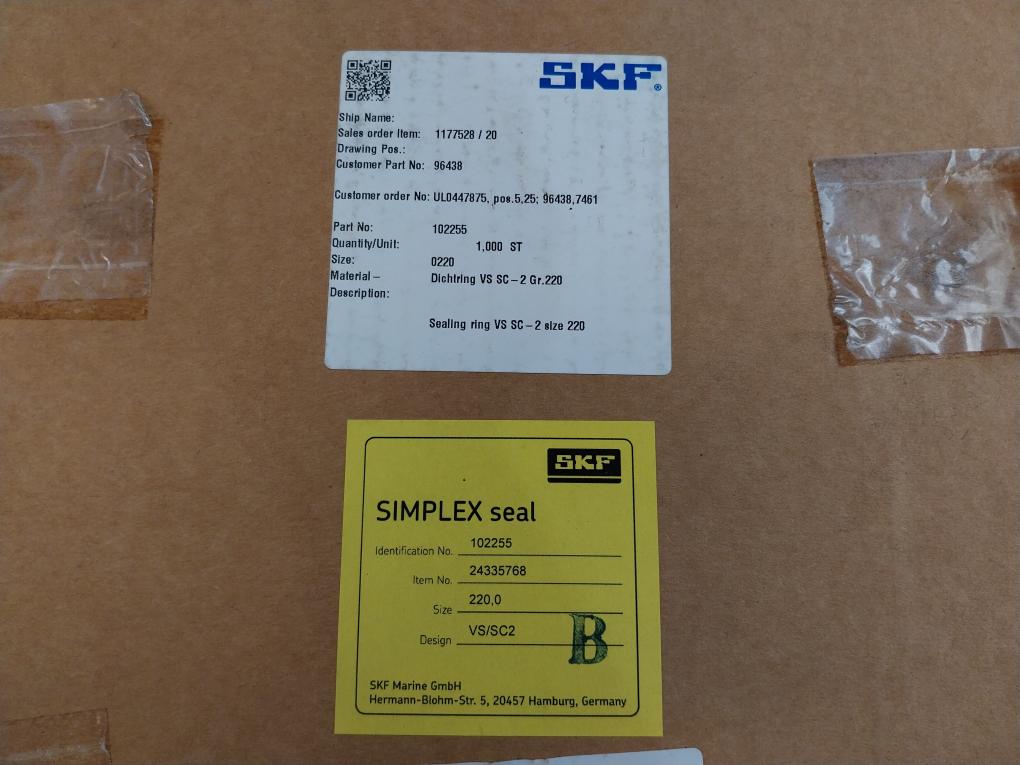 SKF®
Ship Name:
Sales order Item: 1177528 / 20
Drawing Pos.:
Customer Part No: 96438
Customer order No: UL0447875, pos.5,25; 96438,7461
Part No: 102255
Quantity/Unit: 1,000 ST
Size: 0220
Material – Dichtring VS SC – 2 Gr.220
Description:
Sealing ring VS SC – 2 size 220
SKF
SIMPLEX seal
Identification No. 102255
Item No. 24335768
Size 220,0
Design VS/SC2
B
SKF Marine GmbH
Hermann-Blohm-Str. 5, 20457 Hamburg, Germany